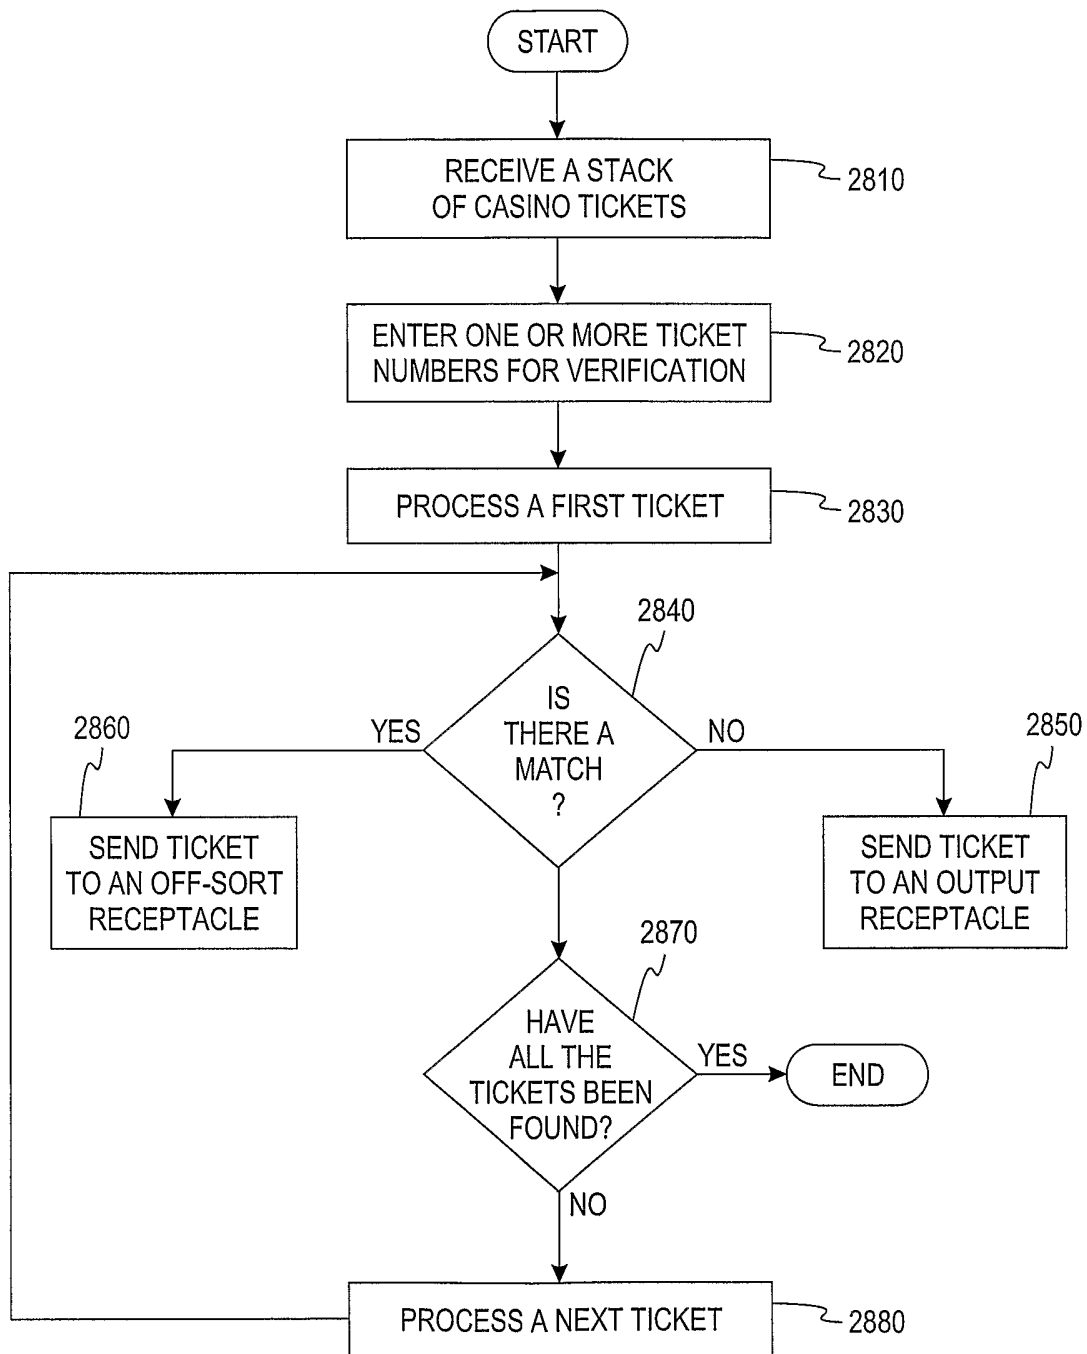 START
RECEIVE A STACK
OF CASINO TICKETS
2810
ENTER ONE OR MORE TICKET
NUMBERS FOR VERIFICATION
2820
PROCESS A FIRST TICKET
2830
2840
IS
THERE A
MATCH
?
YES
NO
2860
SEND TICKET
TO AN OFF-SORT
RECEPTACLE
2850
SEND TICKET
TO AN OUTPUT
RECEPTACLE
2870
HAVE
ALL THE
TICKETS BEEN
FOUND?
YES
END
NO
PROCESS A NEXT TICKET
2880